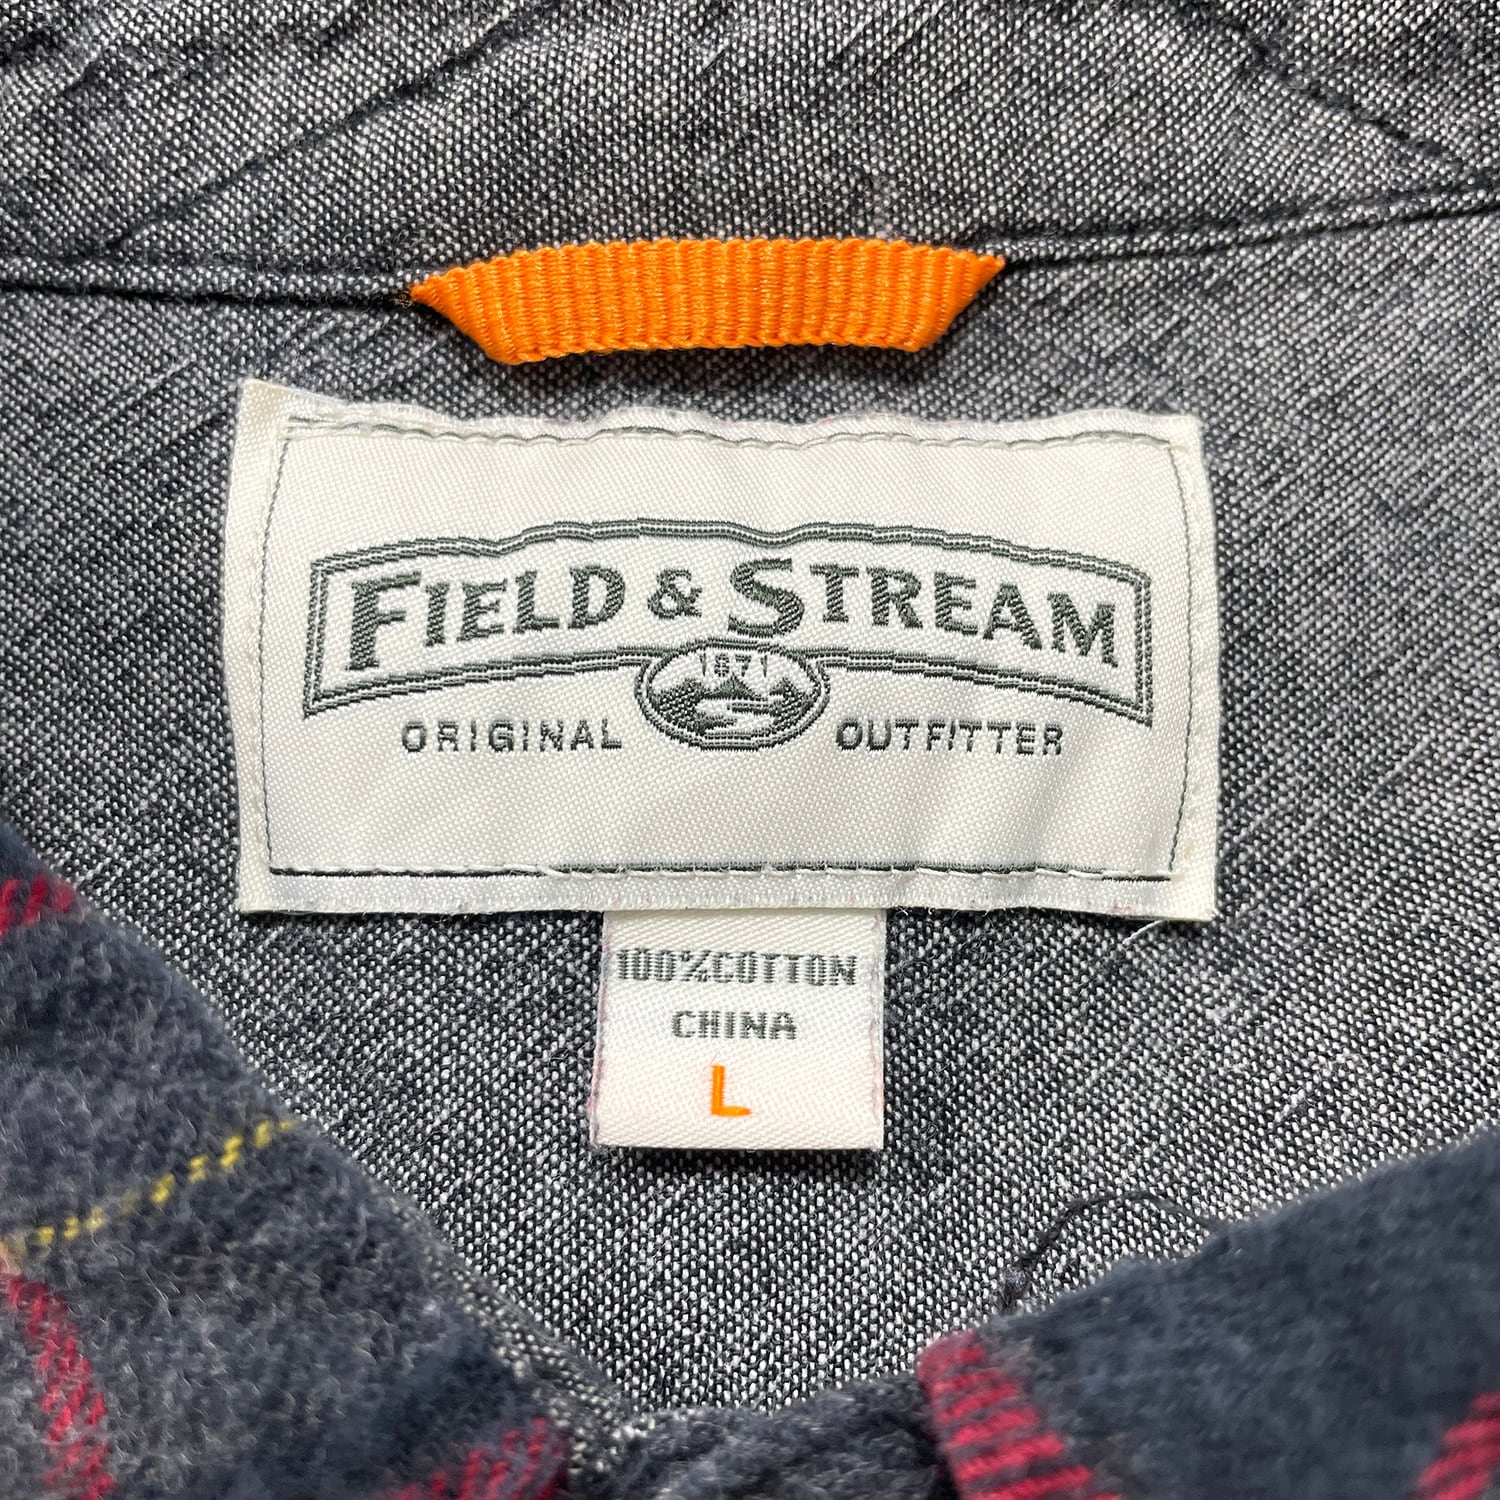 FIELD & STREAM
1871
ORIGINAL OUTFITTER
100%COTTON
CHINA
L